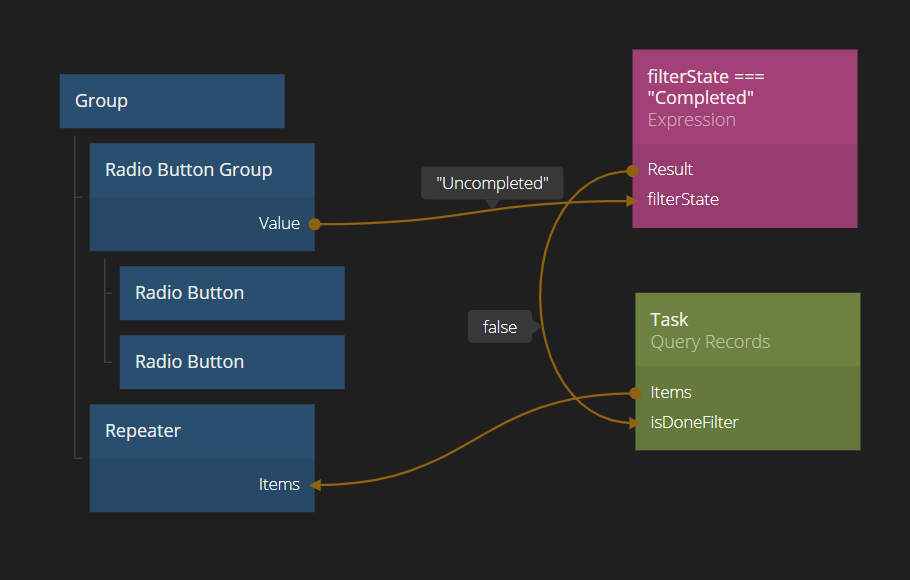 Group
Radio Button Group
Value
Radio Button
Radio Button
Repeater
Items
"Uncompleted"
false
filterState ===
"Completed"
Expression
Result
filterState
Task
Query Records
Items
isDoneFilter